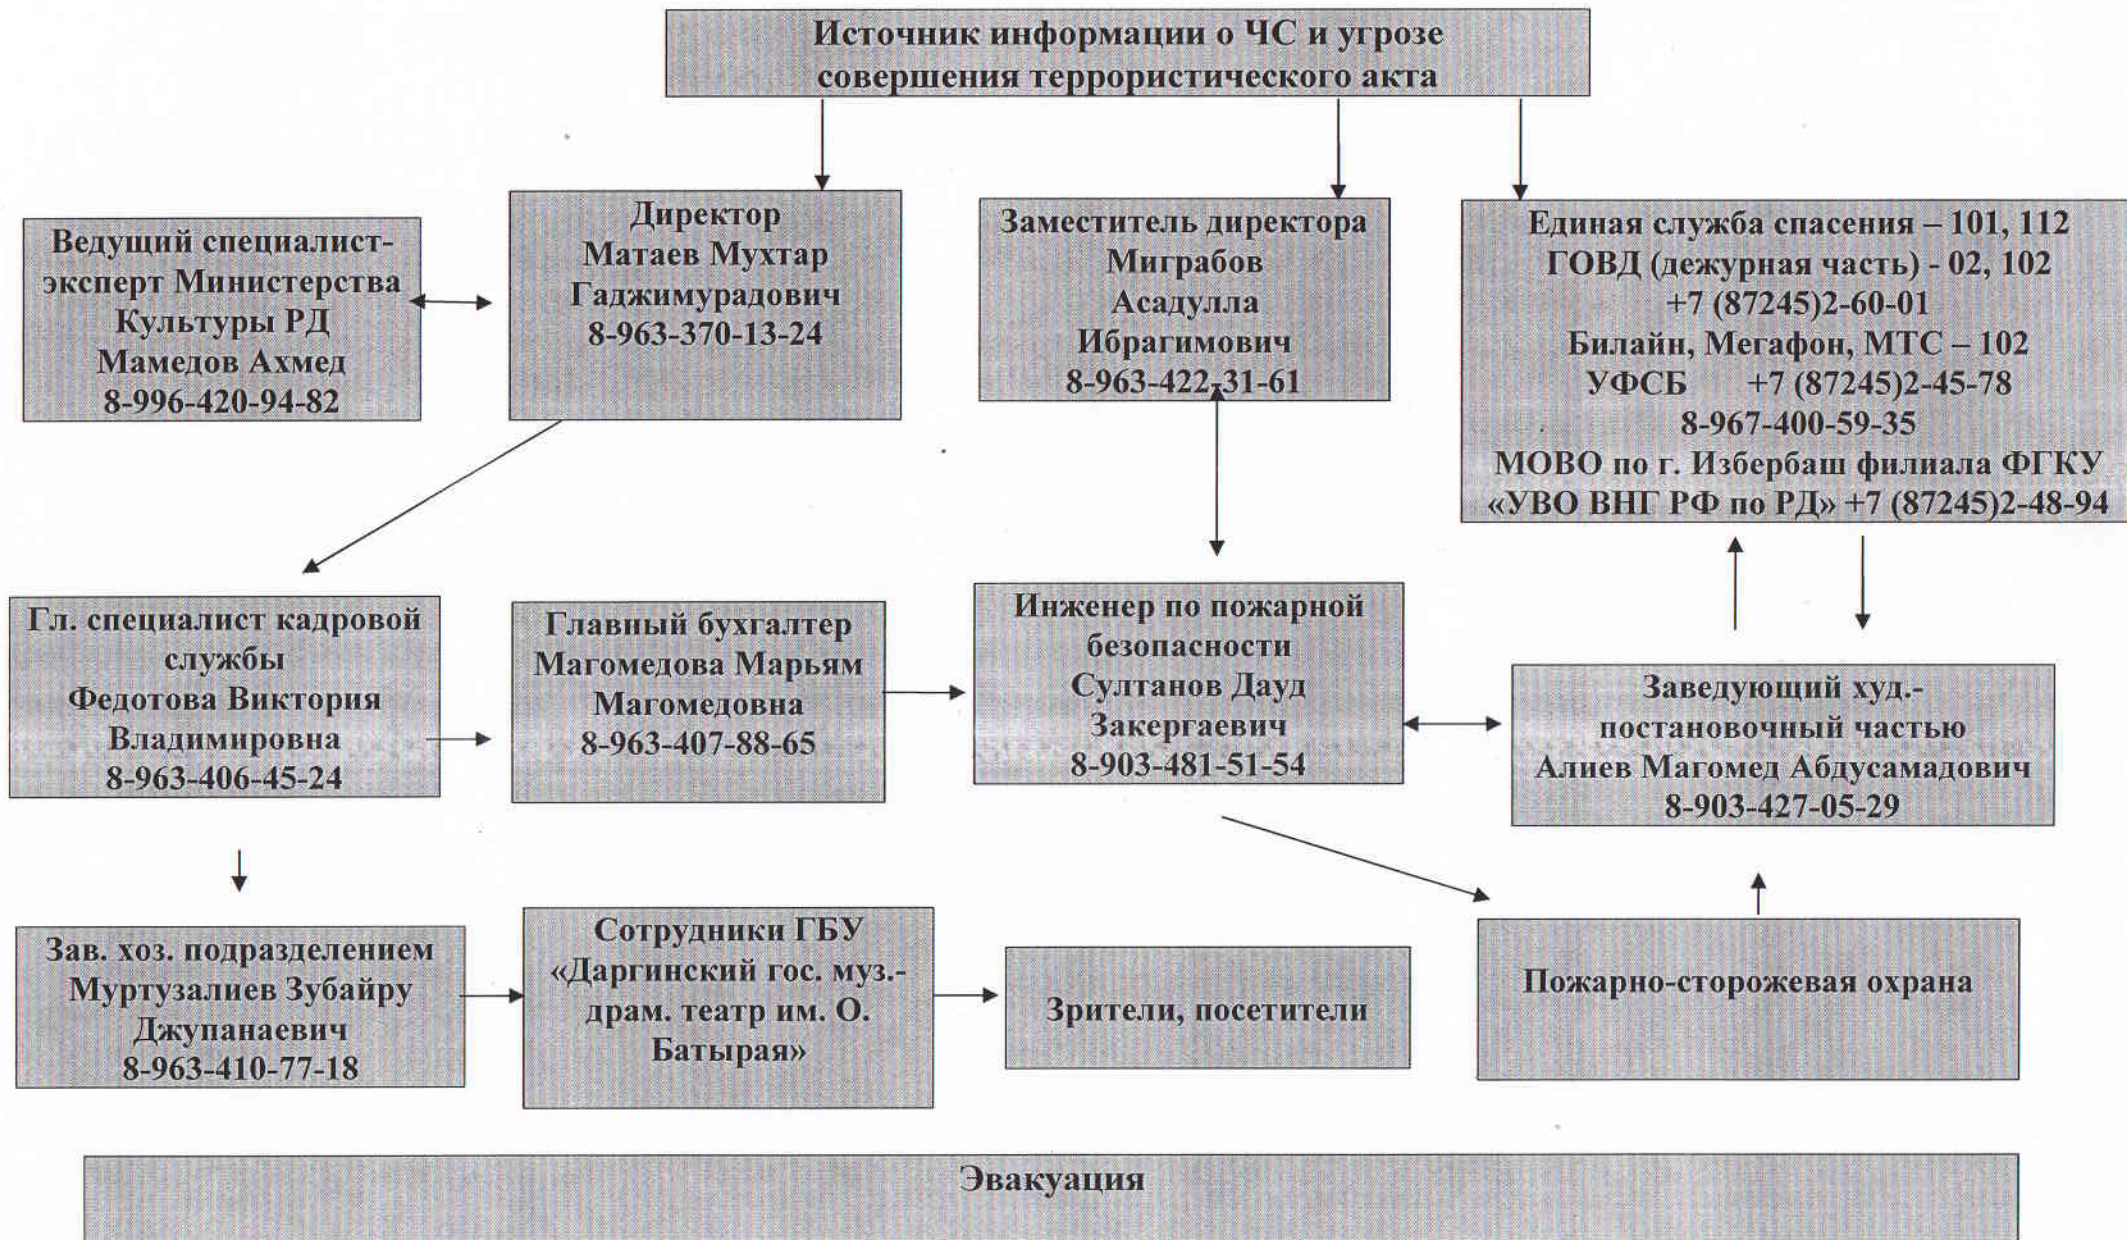 Источник информации о ЧС и угрозе
совершения террористического акта
Ведущий специалист-
эксперт Министерства
Культуры РД
Мамедов Ахмед
8-996-420-94-82
Директор
Матаев Мухтар
Гаджимурадович
8-963-370-13-24
Заместитель директора
Миграбов
Асадулла
Ибрагимович
8-963-422-31-61
Единая служба спасения – 101, 112
ГОВД (дежурная часть) - 02, 102
+7 (87245)2-60-01
Билайн, Мегафон, МТС – 102
УФСБ +7 (87245)2-45-78
8-967-400-59-35
МОВО по г. Избербаш филиала ФГКУ
«УВО ВНГ РФ по РД» +7 (87245)2-48-94
Гл. специалист кадровой
службы
Федотова Виктория
Владимировна
8-963-406-45-24
Главный бухгалтер
Магомедова Марьям
Магомедовна
8-963-407-88-65
Инженер по пожарной
безопасности
Султанов Дауд
Закергаевич
8-903-481-51-54
Заведующий худ.-
постановочный частью
Алиев Магомед Абдусамадович
8-903-427-05-29
Зав. хоз. подразделением
Муртузалиев Зубайру
Джупанаевич
8-963-410-77-18
Сотрудники ГБУ
«Даргинский гос. муз.-
драм. театр им. О.
Батырая»
Зрители, посетители
Пожарно-сторожевая охрана
Эвакуация